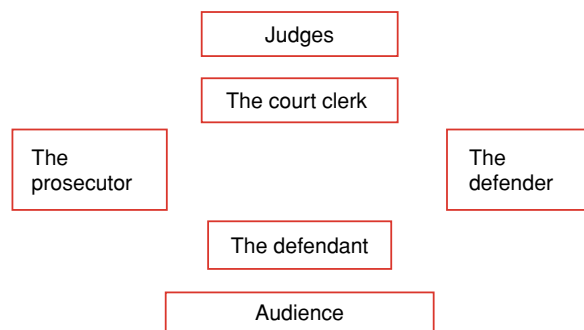 Judges
The court clerk
The
prosecutor
The
defender
The defendant
Audience